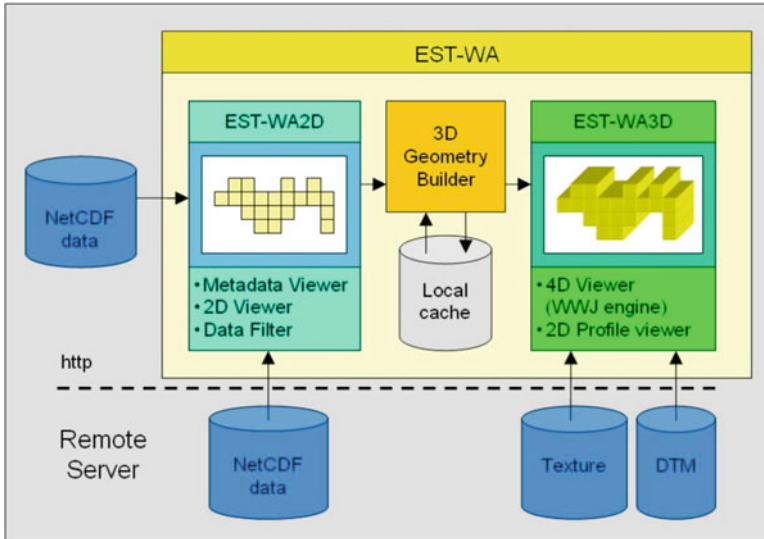 EST-WA
EST-WA2D
3D
Geometry
Builder
EST-WA3D
NetCDF
data
• Metadata Viewer
• 2D Viewer
• Data Filter
Local
cache
• 4D Viewer
(WWJ engine)
• 2D Profile viewer
http
Remote
Server
NetCDF
data
Texture
DTM